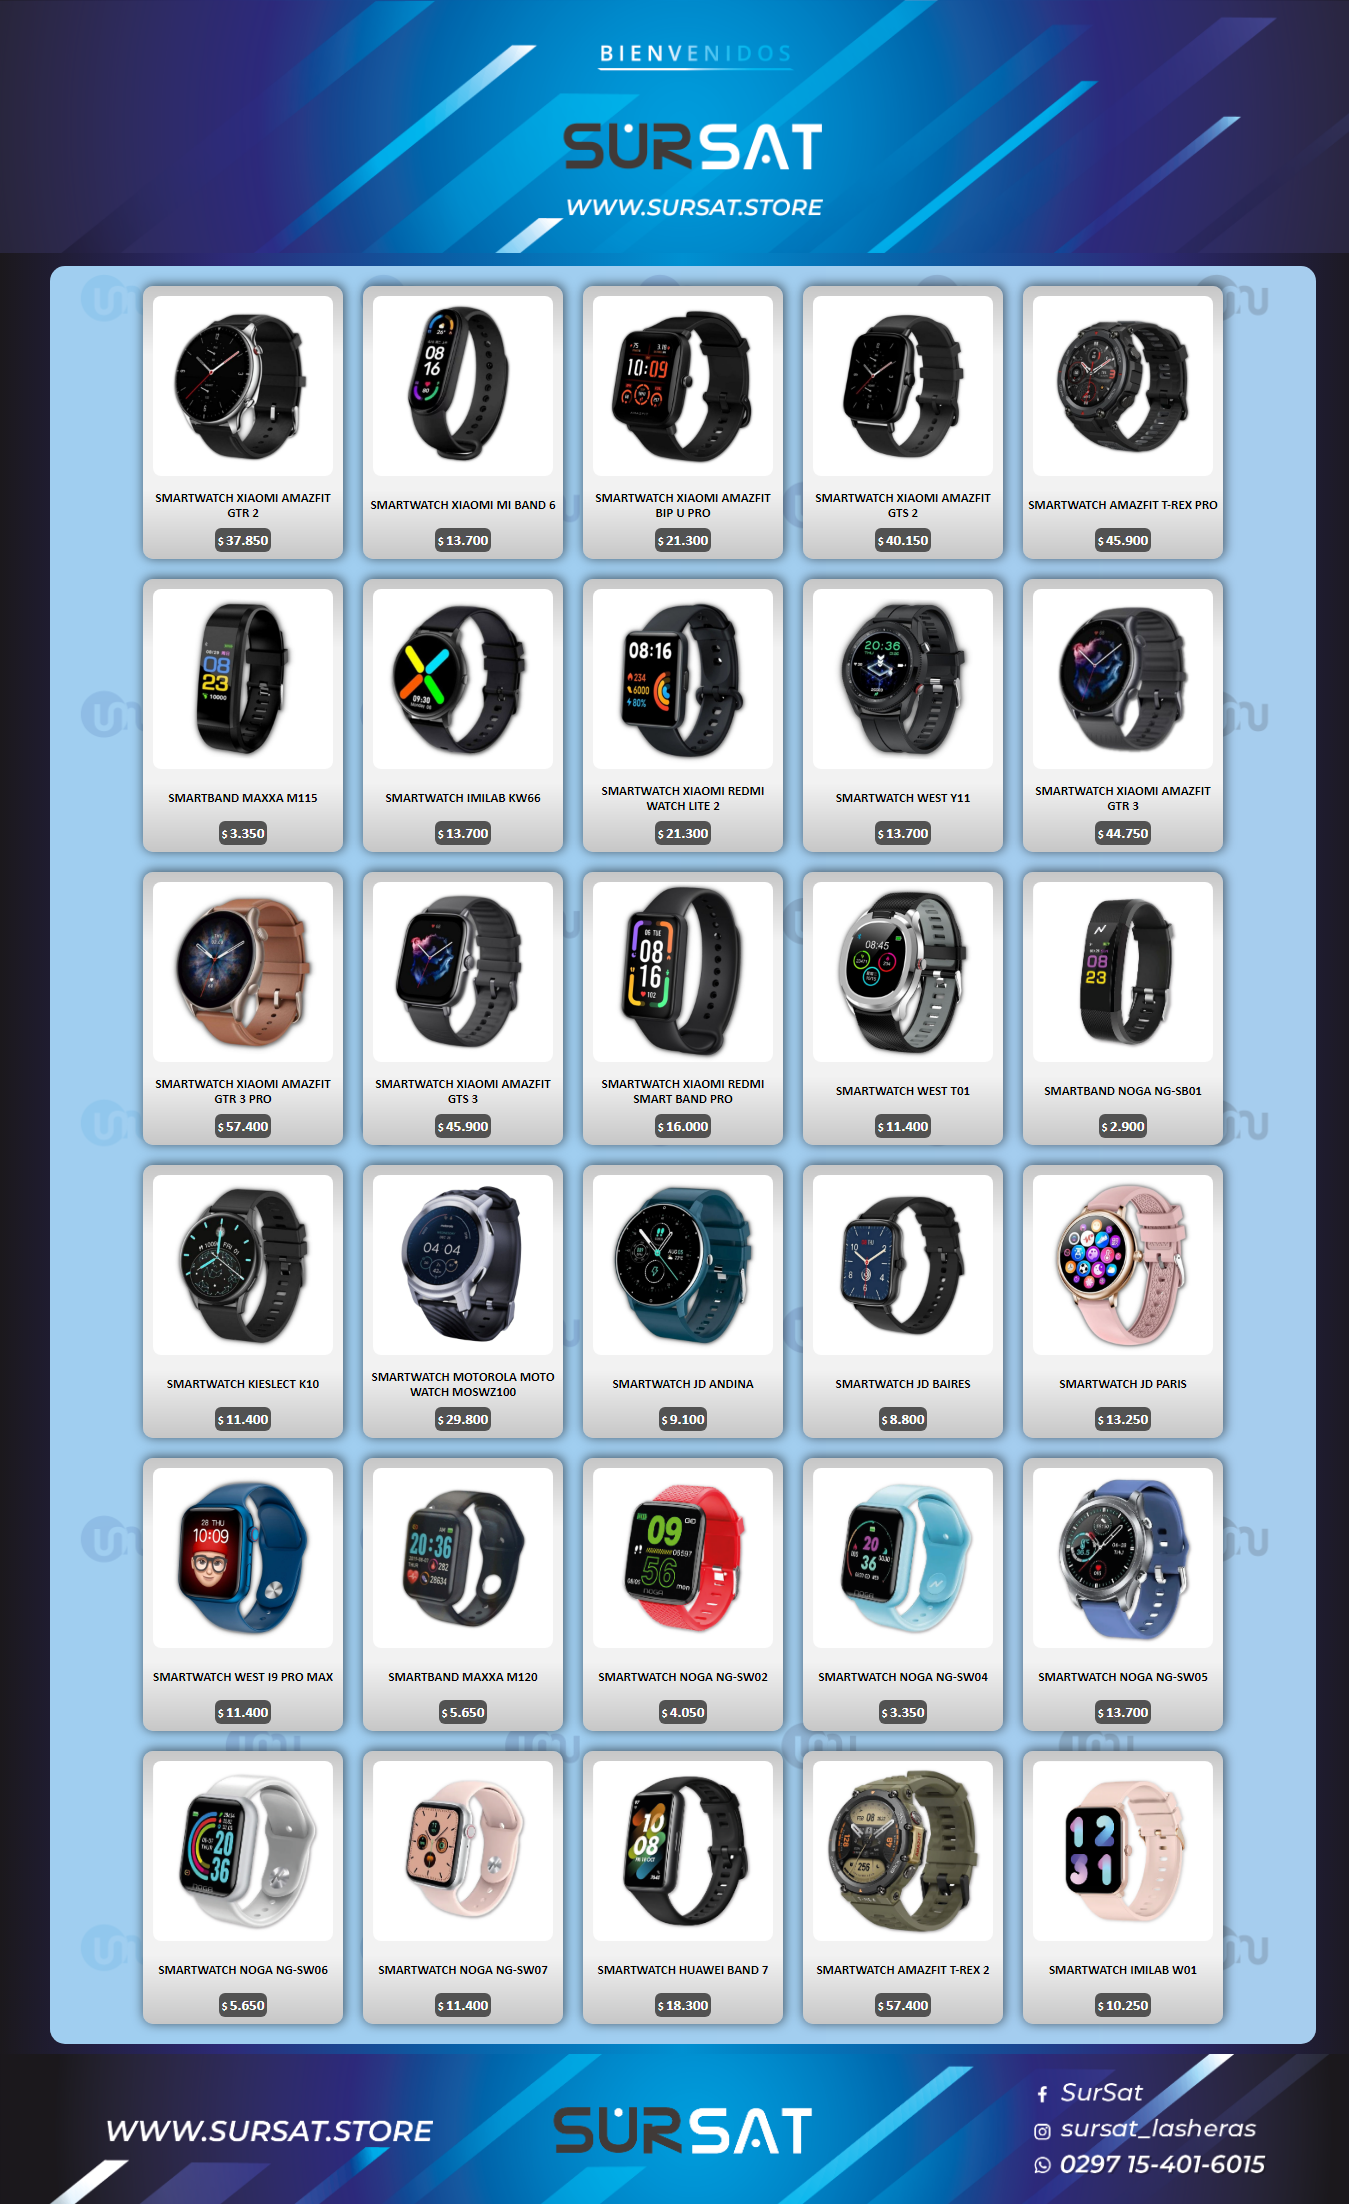 BIENVENIDOS
SURSAT
WWW.SURSAT.STORE
SMARTWATCH XIAOMI AMAZFIT
GTR 2
$ 37.850
SMARTWATCH XIAOMI MI BAND 6
$ 13.700
SMARTWATCH XIAOMI AMAZFIT
BIP U PRO
$ 21.300
SMARTWATCH XIAOMI AMAZFIT
GTS 2
$ 40.150
SMARTWATCH AMAZFIT T-REX PRO
$ 45.900
SMARTBAND MAXXA M115
$ 3.350
SMARTWATCH IMILAB KW66
$ 13.700
SMARTWATCH XIAOMI REDMI
WATCH LITE 2
$ 21.300
SMARTWATCH WEST Y11
$ 13.700
SMARTWATCH XIAOMI AMAZFIT
GTR 3
$ 44.750
SMARTWATCH XIAOMI AMAZFIT
GTR 3 PRO
$ 57.400
SMARTWATCH XIAOMI AMAZFIT
GTS 3
$ 45.900
SMARTWATCH XIAOMI REDMI
SMART BAND PRO
$ 16.000
SMARTWATCH WEST T01
$ 11.400
SMARTBAND NOGA NG-SB01
$ 2.900
SMARTWATCH KIESLECT K10
$ 11.400
SMARTWATCH MOTOROLA MOTO
WATCH MOSWZ100
$ 29.800
SMARTWATCH JD ANDINA
$ 9.100
SMARTWATCH JD BAIRES
$ 8.800
SMARTWATCH JD PARIS
$ 13.250
SMARTWATCH WEST I9 PRO MAX
$ 11.400
SMARTBAND MAXXA M120
$ 5.650
SMARTWATCH NOGA NG-SW02
$ 4.050
SMARTWATCH NOGA NG-SW04
$ 3.350
SMARTWATCH NOGA NG-SW05
$ 13.700
SMARTWATCH NOGA NG-SW06
$ 5.650
SMARTWATCH NOGA NG-SW07
$ 11.400
SMARTWATCH HUAWEI BAND 7
$ 18.300
SMARTWATCH AMAZFIT T-REX 2
$ 57.400
SMARTWATCH IMILAB W01
$ 10.250
WWW.SURSAT.STORE
SURSAT
SurSat
sursat_lasheras
0297 15-401-6015